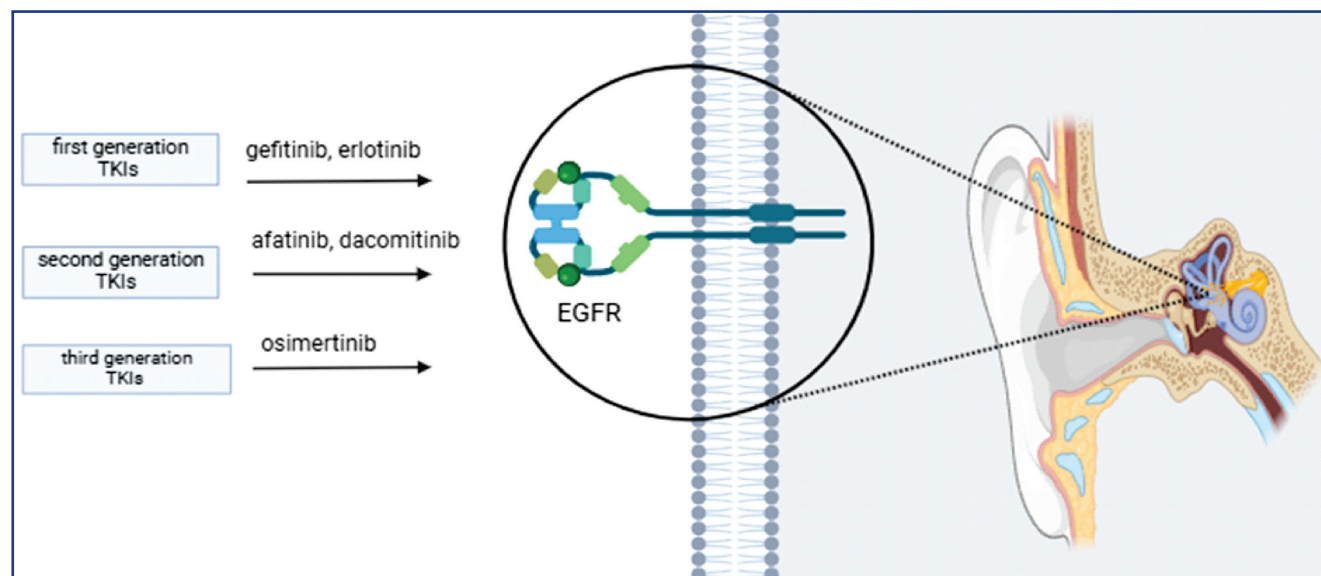 first generation
TKIs
gefitinib, erlotinib
second generation
TKIs
afatinib, dacomitinib
third generation
TKIs
osimertinib
EGFR